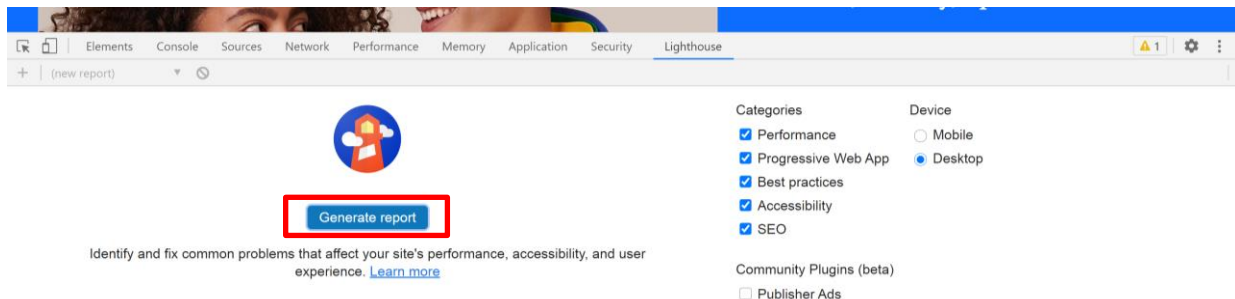 Elements Console Sources Network Performance Memory Application Security Lighthouse 1
+ (new report)
Categories Device
Performance Mobile
Progressive Web App Desktop
Best practices
Accessibility
SEO
Generate report
Identify and fix common problems that affect your site's performance, accessibility, and user
experience. Learn more
Community Plugins (beta)
Publisher Ads